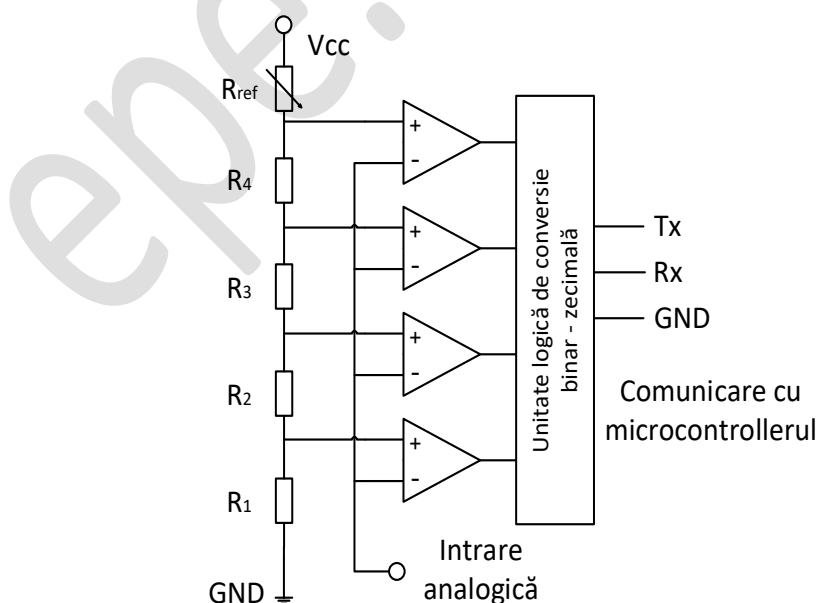 epe.
Vcc
Rref
R4
R3
R2
R1
GND
+
-
+
-
+
-
+
-
Intrare
analogică
Unitate logică de conversie
binar - zecimală
Tx
Rx
GND
Comunicare cu
microcontrollerul